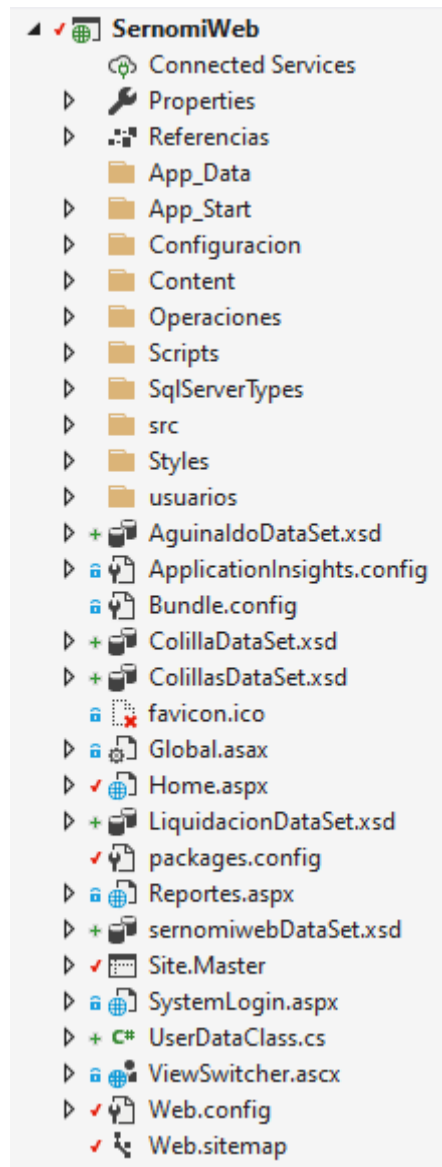 SernomiWeb
Connected Services
Properties
Referencias
App_Data
App_Start
Configuracion
Content
Operaciones
Scripts
SqlServerTypes
src
Styles
usuarios
AguinaldoDataSet.xsd
ApplicationInsights.config
Bundle.config
ColillaDataSet.xsd
ColillasDataSet.xsd
favicon.ico
Global.asax
Home.aspx
LiquidacionDataSet.xsd
packages.config
Reportes.aspx
sernomiwebDataSet.xsd
Site.Master
SystemLogin.aspx
C# UserDataClass.cs
ViewSwitcher.ascx
Web.config
Web.sitemap